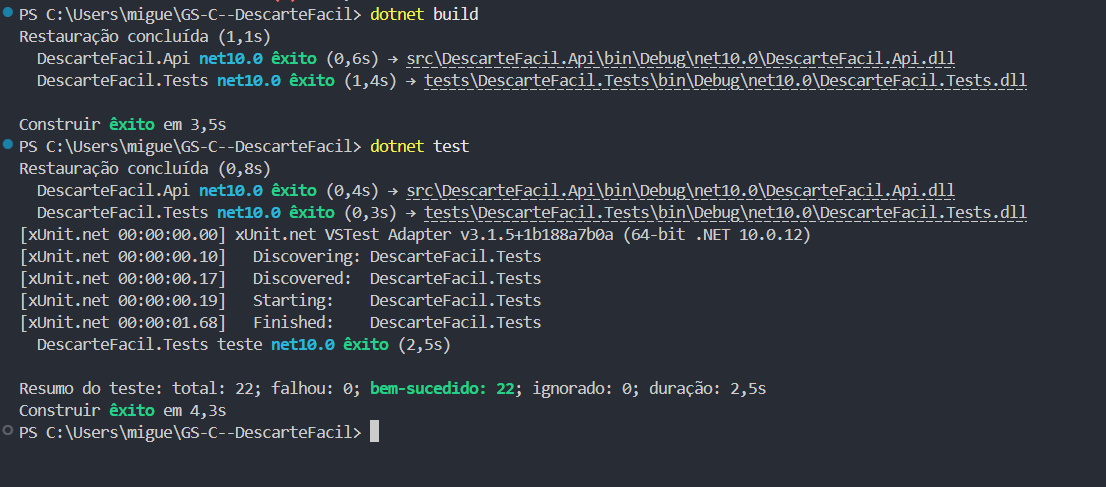 PS C:\Users\migue\GS-C--DescarteFacil> dotnet build
Restauração concluída (1,1s)
DescarteFacil.Api net10.0 êxito (0,6s) → src\DescarteFacil.Api\bin\Debug\net10.0\DescarteFacil.Api.dll
DescarteFacil.Tests net10.0 êxito (1,4s) → tests\DescarteFacil.Tests\bin\Debug\net10.0\DescarteFacil.Tests.dll
Construir êxito em 3,5s
PS C:\Users\migue\GS-C--DescarteFacil> dotnet test
Restauração concluída (0,8s)
DescarteFacil.Api net10.0 êxito (0,4s) → src\DescarteFacil.Api\bin\Debug\net10.0\DescarteFacil.Api.dll
DescarteFacil.Tests net10.0 êxito (0,3s) → tests\DescarteFacil.Tests\bin\Debug\net10.0\DescarteFacil.Tests.dll
[xUnit.net 00:00:00.00] xUnit.net VSTest Adapter v3.1.5+1b188a7b0a (64-bit .NET 10.0.12)
[xUnit.net 00:00:00.10]   Discovering: DescarteFacil.Tests
[xUnit.net 00:00:00.17]   Discovered:  DescarteFacil.Tests
[xUnit.net 00:00:00.19]   Starting:    DescarteFacil.Tests
[xUnit.net 00:00:01.68]   Finished:    DescarteFacil.Tests
DescarteFacil.Tests teste net10.0 êxito (2,5s)
Resumo do teste: total: 22; falhou: 0; bem-sucedido: 22; ignorado: 0; duração: 2,5s
Construir êxito em 4,3s
PS C:\Users\migue\GS-C--DescarteFacil>